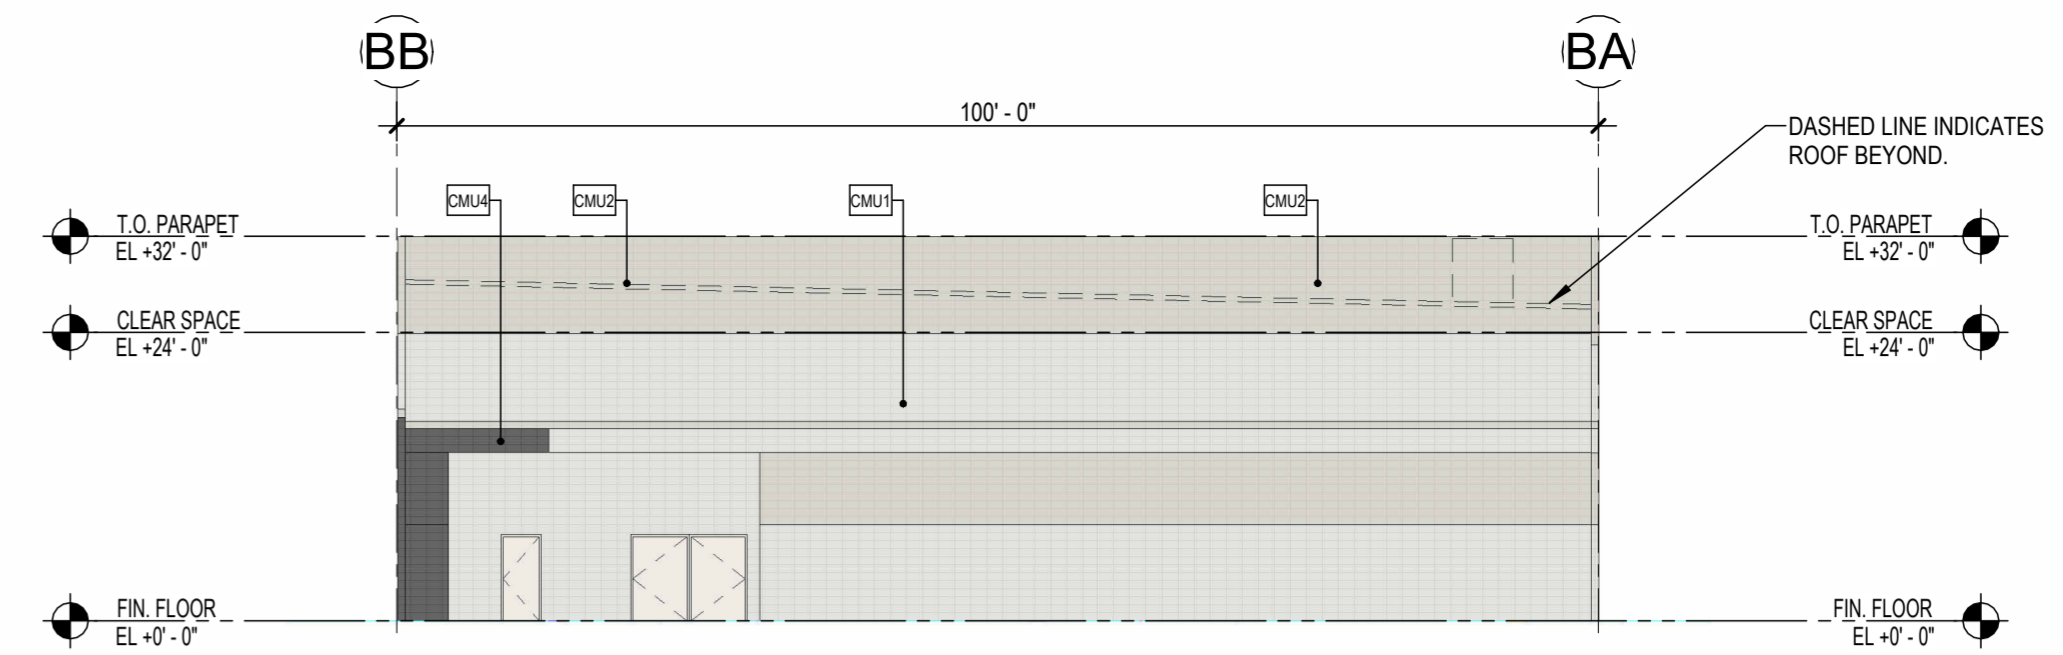 BB
BA
100' - 0"
DASHED LINE INDICATES
ROOF BEYOND.
CMU4
CMU2
CMU1
CMU2
T.O. PARAPET
EL +32' - 0"
T.O. PARAPET
EL +32' - 0"
CLEAR SPACE
EL +24' - 0"
CLEAR SPACE
EL +24' - 0"
FIN. FLOOR
EL +0' - 0"
FIN. FLOOR
EL +0' - 0"